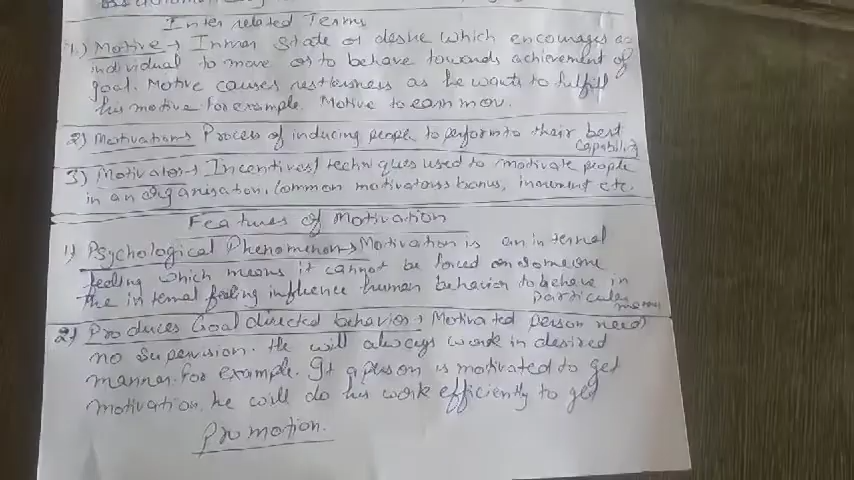 Inter related Terms
1.) Motive → Inner State or desire which encourages an
individual to move or to behave towards achievement of
goal. Motive causes restlessness as he wants to fulfill
his motive for example. Motive to earn mov.
2) Motivation → Process of inducing people to perform to their best
capability
3) Motivator → Incentives/ techniques used to motivate people
in an organisation. Common motivators bonus, increment etc.
Features of Motivation
1) Psychological Phenomenon → Motivation is an internal
feeling which means it cannot be forced on someone
the internal feeling influence human behavior to behave in
particular manner
2) Produces Goal directed behavior → Motivated person need
no supervision. He will always work in desired
manner. for example. If a person is motivated to get
motivation, he will do his work efficiently to get
Promotion.